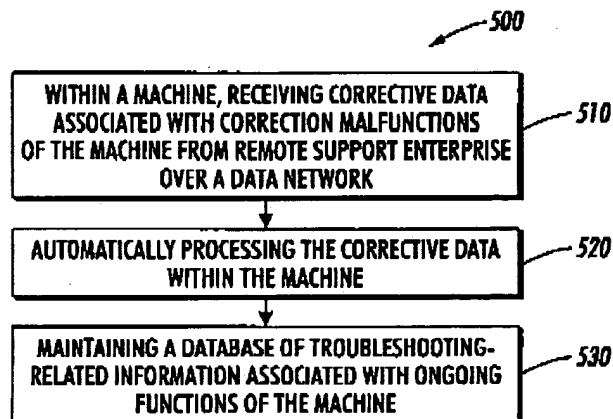 500
WITHIN A MACHINE, RECEIVING CORRECTIVE DATA
ASSOCIATED WITH CORRECTION MALFUNCTIONS
OF THE MACHINE FROM REMOTE SUPPORT ENTERPRISE
OVER A DATA NETWORK
510
AUTOMATICALLY PROCESSING THE CORRECTIVE DATA
WITHIN THE MACHINE
520
MAINTAINING A DATABASE OF TROUBLESHOOTING-
RELATED INFORMATION ASSOCIATED WITH ONGOING
FUNCTIONS OF THE MACHINE
530